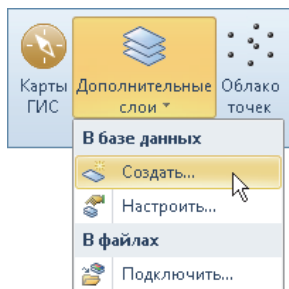 Карты ГИС
Дополнительные слои
Облако точек
В базе данных
Создать...
Настроить...
В файлах
Подключить...